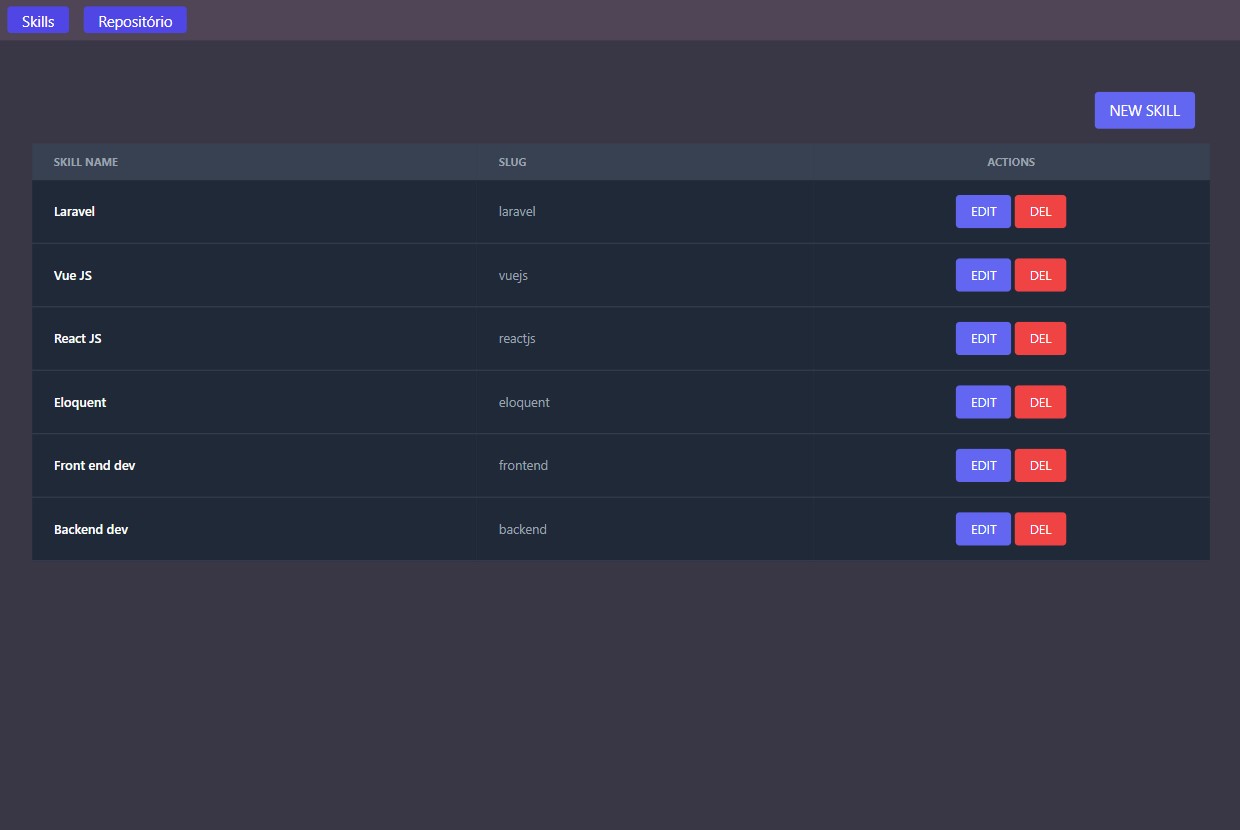 Skills Repositório
NEW SKILL
SKILL NAME SLUG ACTIONS
Laravel laravel EDIT DEL
Vue JS vuejs EDIT DEL
React JS reactjs EDIT DEL
Eloquent eloquent EDIT DEL
Front end dev frontend EDIT DEL
Backend dev backend EDIT DEL